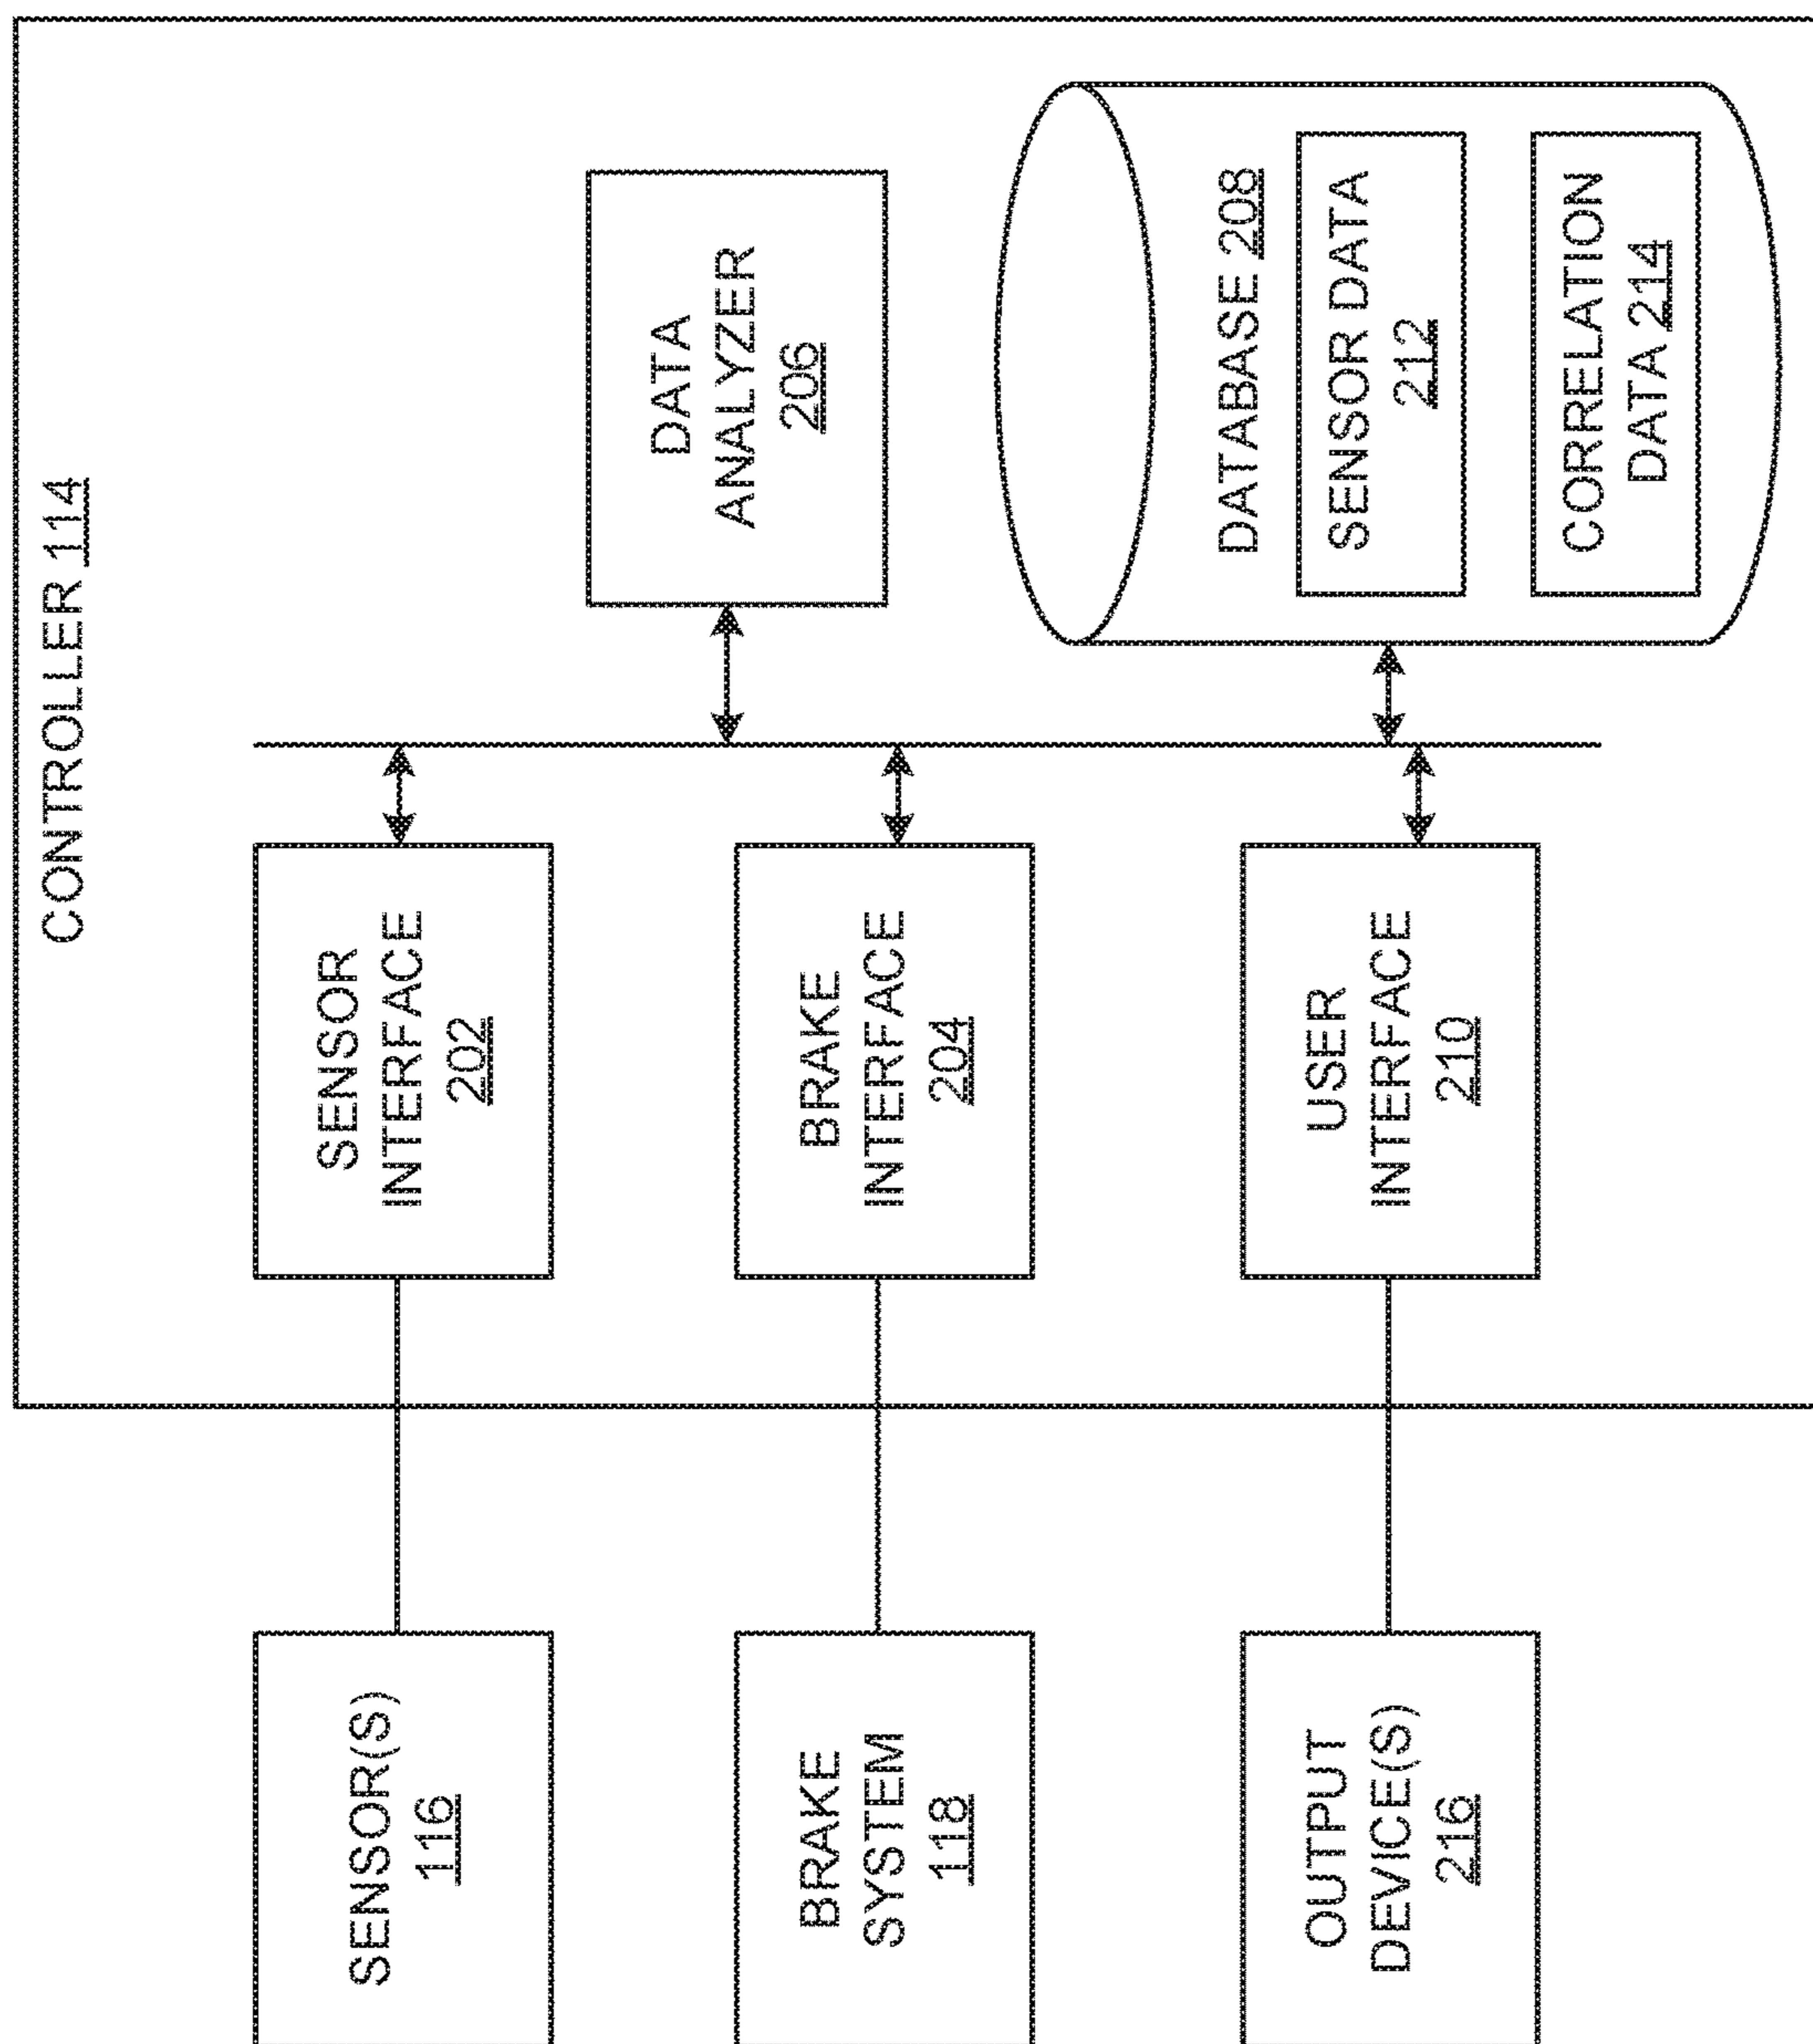 CONTROLLER 114
SENSOR(S)
116
SENSOR
INTERFACE
202
DATA
ANALYZER
206
BRAKE
SYSTEM
118
BRAKE
INTERFACE
204
DATABASE 208
SENSOR DATA
212
CORRELATION
DATA 214
OUTPUT
DEVICE(S)
216
USER
INTERFACE
210